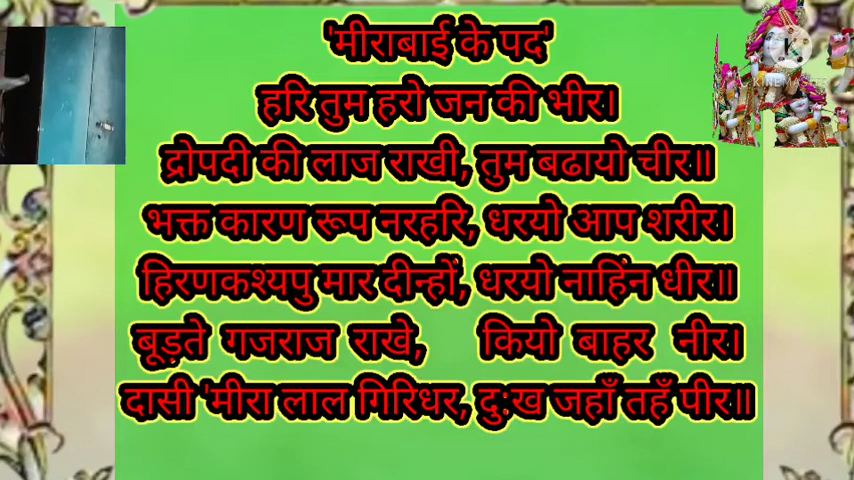 'मीराबाई के पद'
हरि तुम हरो जन की भीर।
द्रोपदी की लाज राखी, तुम बढायो चीर॥
भक्त कारण रूप नरहरि, धरयो आप शरीर।
हिरणकश्यपु मार दीन्हों, धरयो नाहिंन धीर॥
बूड़ते गजराज राखे, कियो बाहर नीर।
दासी 'मीरा लाल गिरिधर, दु:ख जहाँ तहँ पीर॥